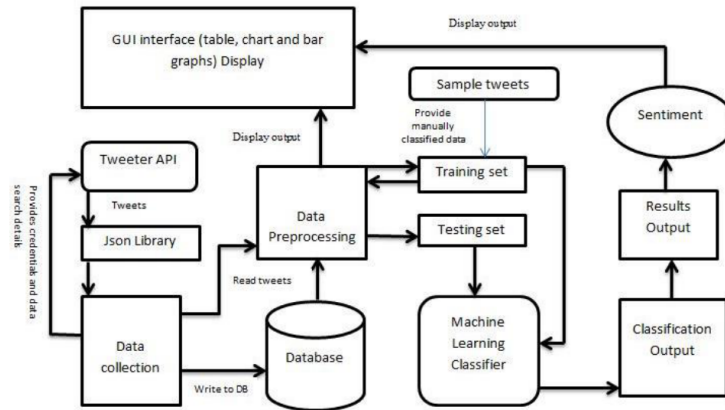 Display output
GUI interface (table, chart and bar
graphs) Display
Sample tweets
Sentiment
Provide
manually
classified data
Display output
Tweeter API
Training set
Provides credentials and data
search details
Tweets
Data
Preprocessing
Results
Output
Json Library
Testing set
Read tweets
Data
collection
Database
Machine
Learning
Classifier
Classification
Output
Write to DB